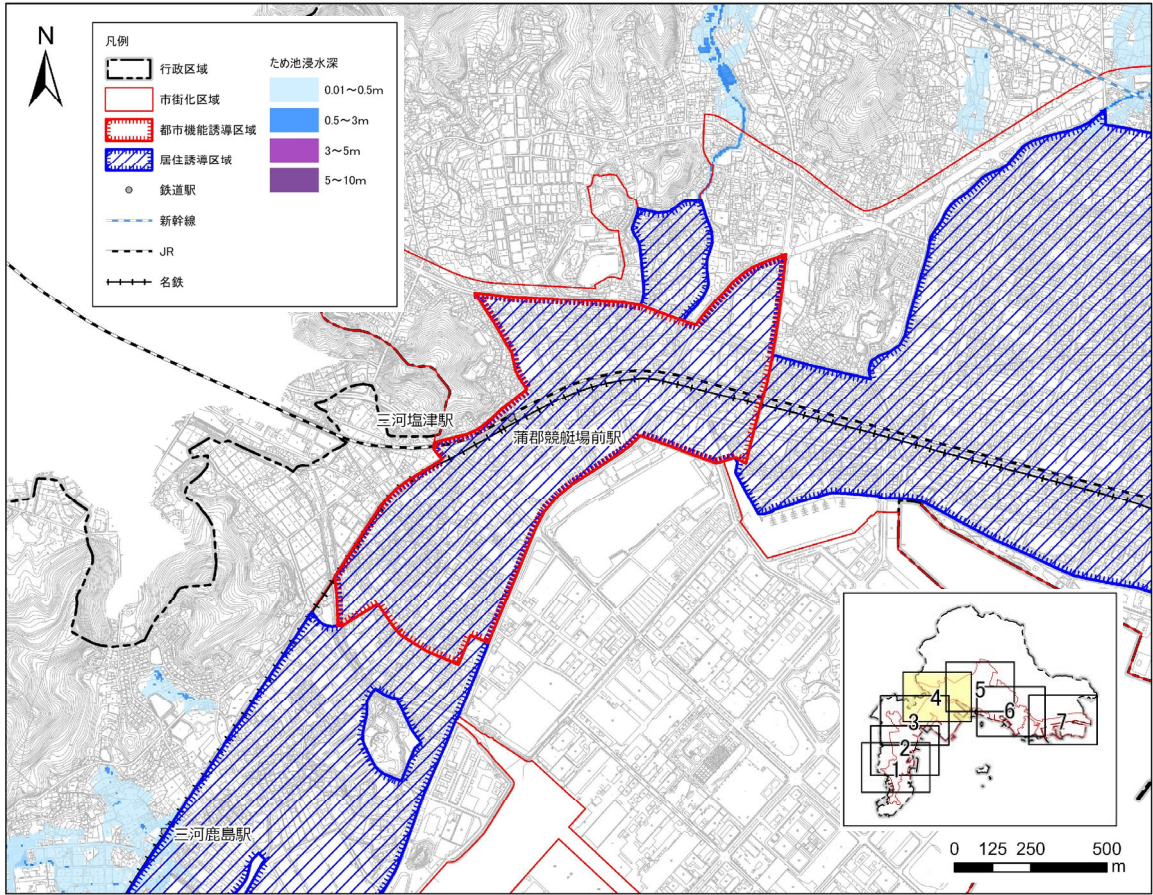 N
凡例
行政区域
市街化区域
都市機能誘導区域
居住誘導区域
鉄道駅
新幹線
JR
名鉄
ため池浸水深
0.01～0.5m
0.5～3m
3～5m
5～10m
三河塩津駅
蒲郡競艇場前駅
三河鹿島駅
4
5
3
6
7
2
1
0 125 250 500
m